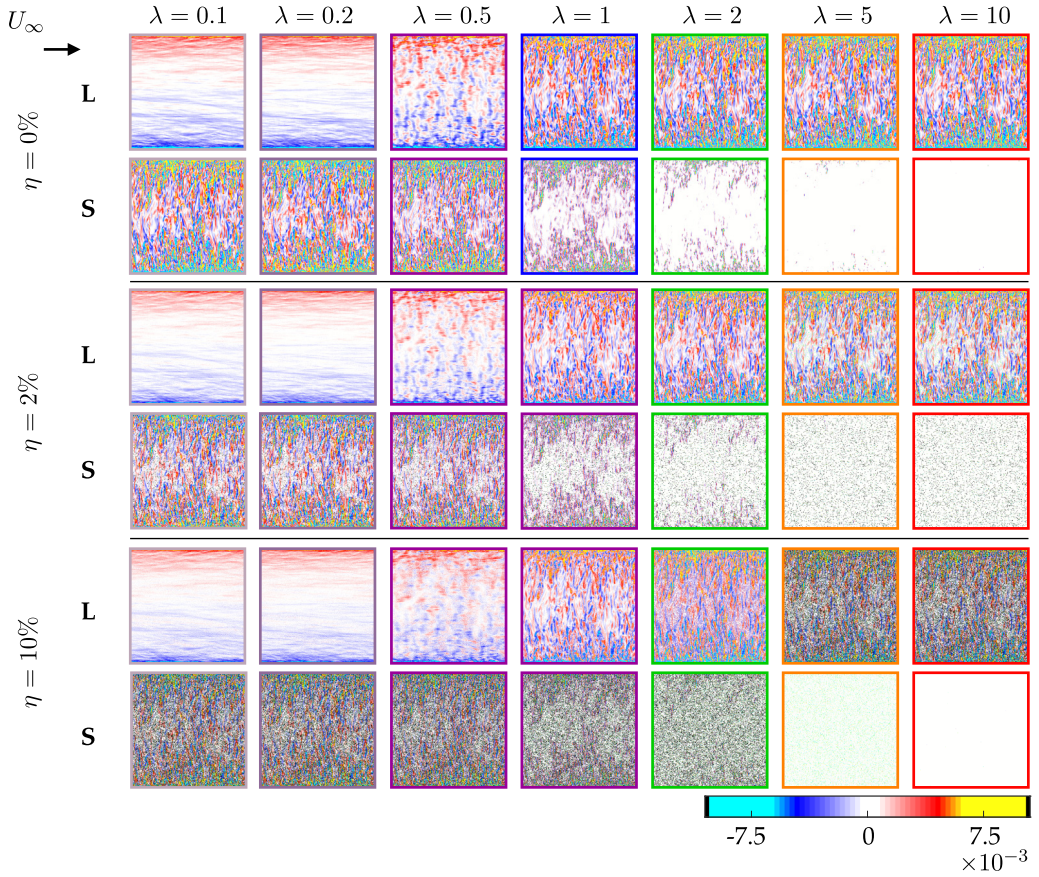 U∞ λ = 0.1 λ = 0.2 λ = 0.5 λ = 1 λ = 2 λ = 5 λ = 10
η = 0%
L
S
η = 2%
L
S
η = 10%
L
S
-7.5 0 7.5
×10⁻³